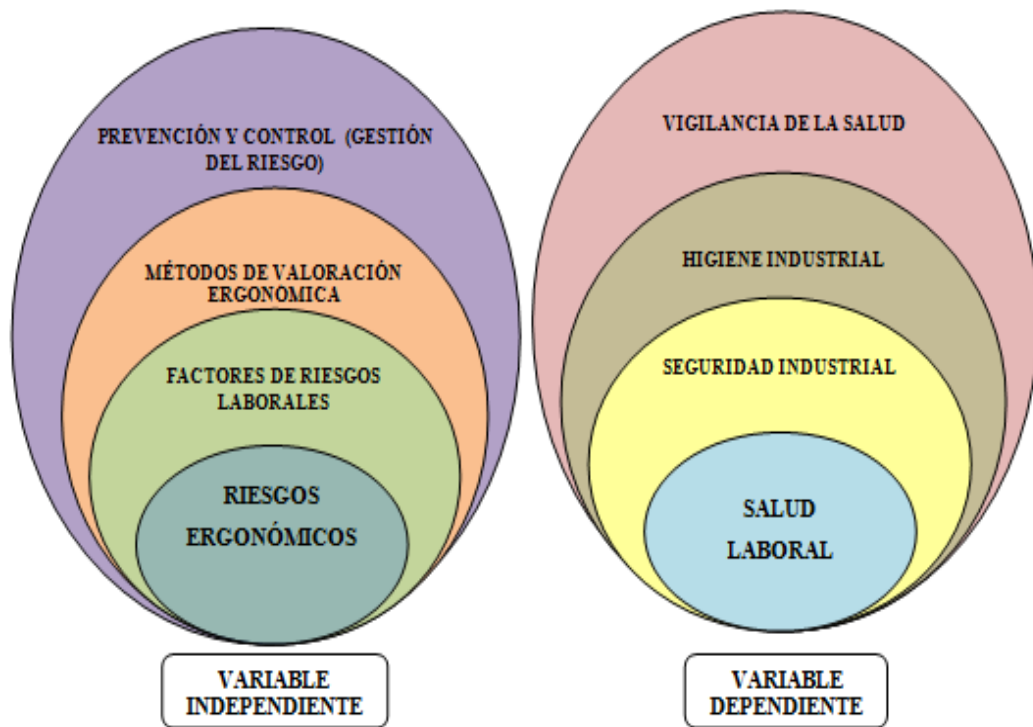 PREVENCIÓN Y CONTROL (GESTIÓN
DEL RIESGO)
MÉTODOS DE VALORACIÓN
ERGONÓMICA
FACTORES DE RIESGOS
LABORALES
RIESGOS
ERGONÓMICOS
VARIABLE
INDEPENDIENTE
VIGILANCIA DE LA SALUD
HIGIENE INDUSTRIAL
SEGURIDAD INDUSTRIAL
SALUD
LABORAL
VARIABLE
DEPENDIENTE